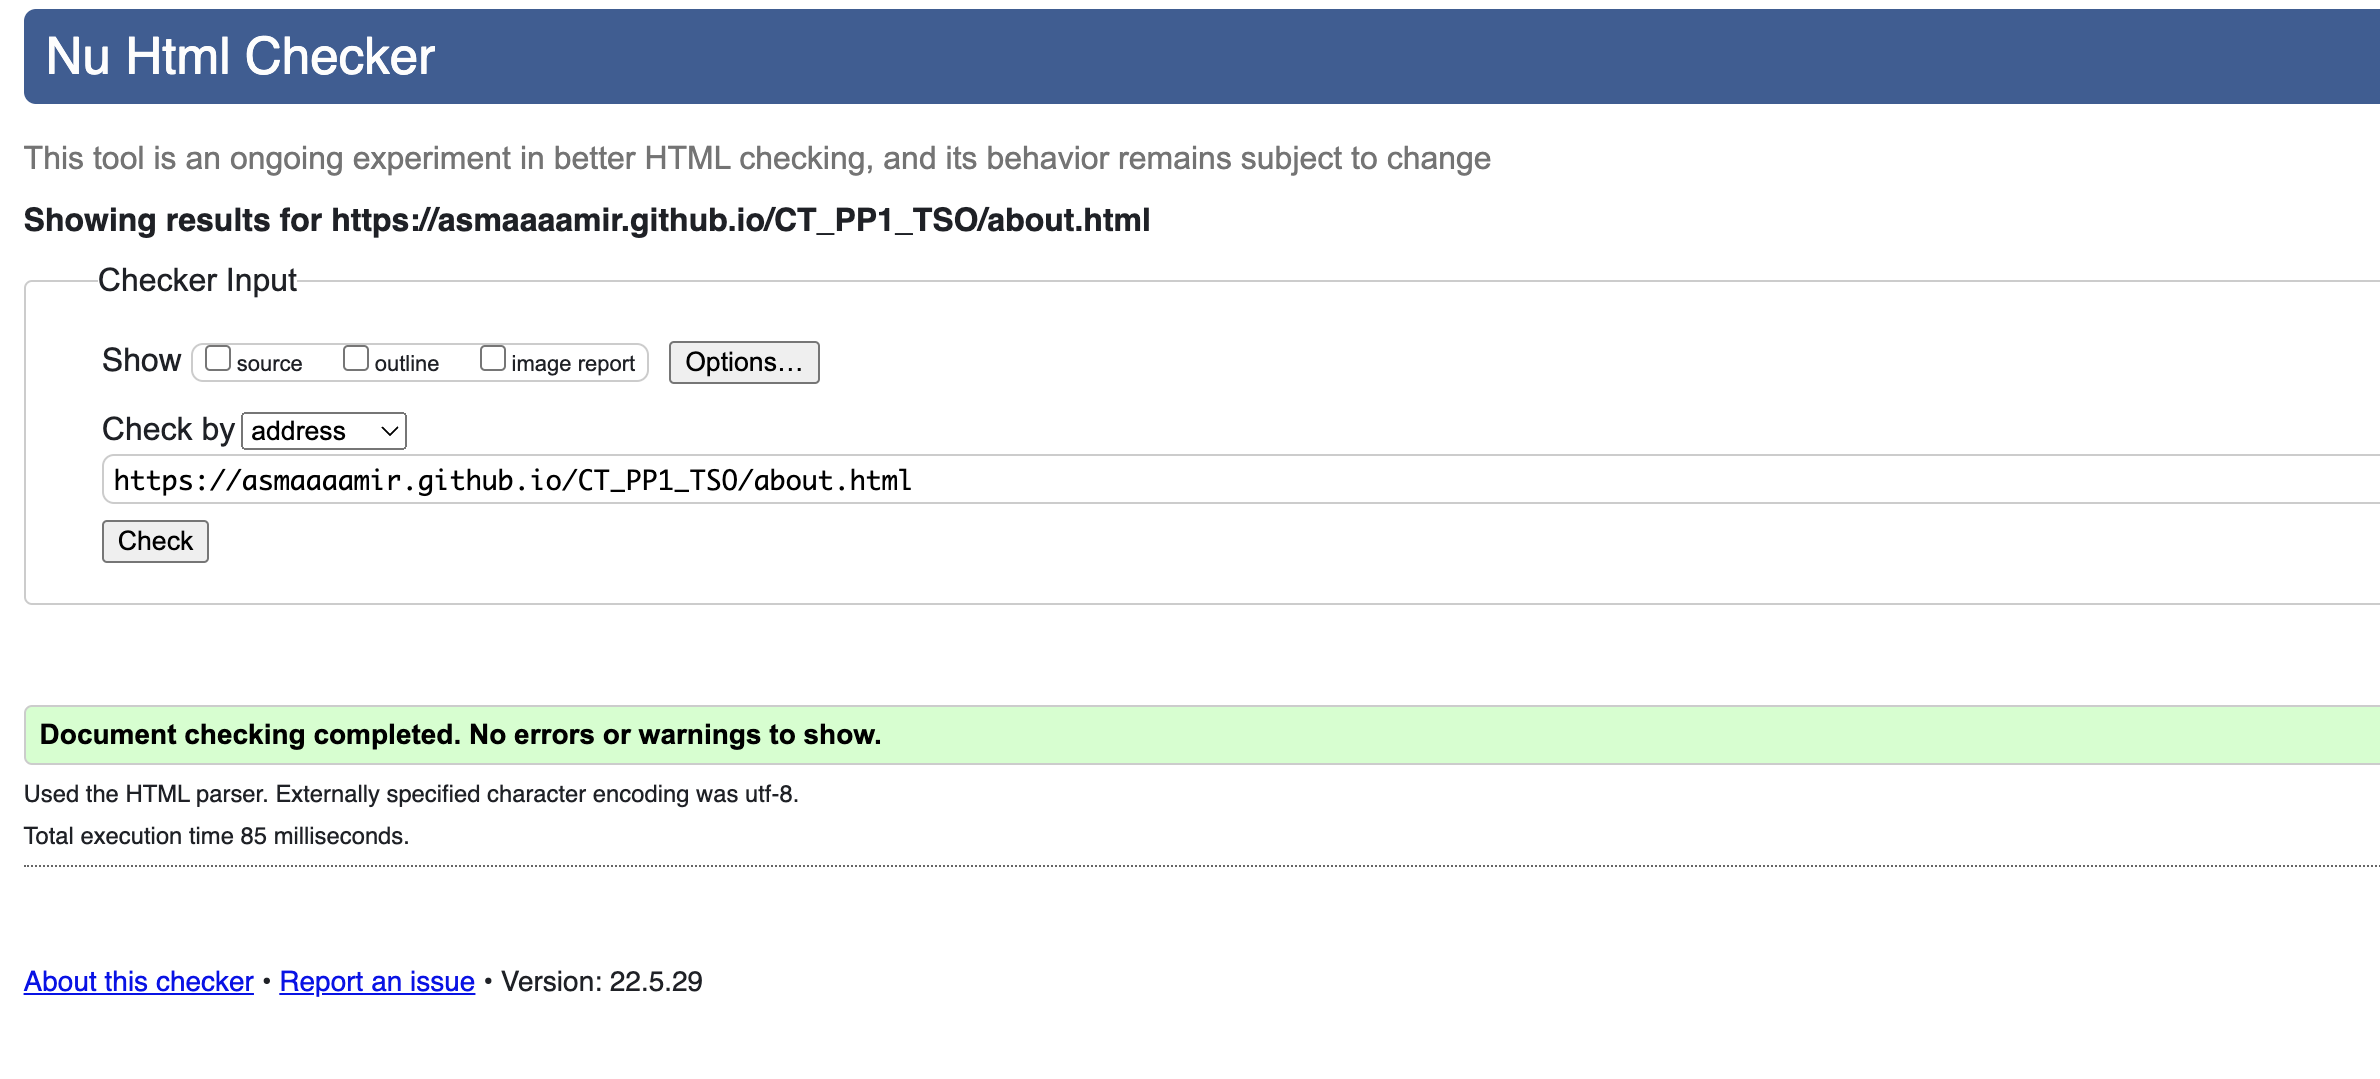 Nu Html Checker
This tool is an ongoing experiment in better HTML checking, and its behavior remains subject to change
Showing results for https://asmaaaamir.github.io/CT_PP1_TSO/about.html
Checker Input
Show source outline image report Options...
Check by address
https://asmaaaamir.github.io/CT_PP1_TSO/about.html
Check
Document checking completed. No errors or warnings to show.
Used the HTML parser. Externally specified character encoding was utf-8.
Total execution time 85 milliseconds.
About this checker • Report an issue • Version: 22.5.29